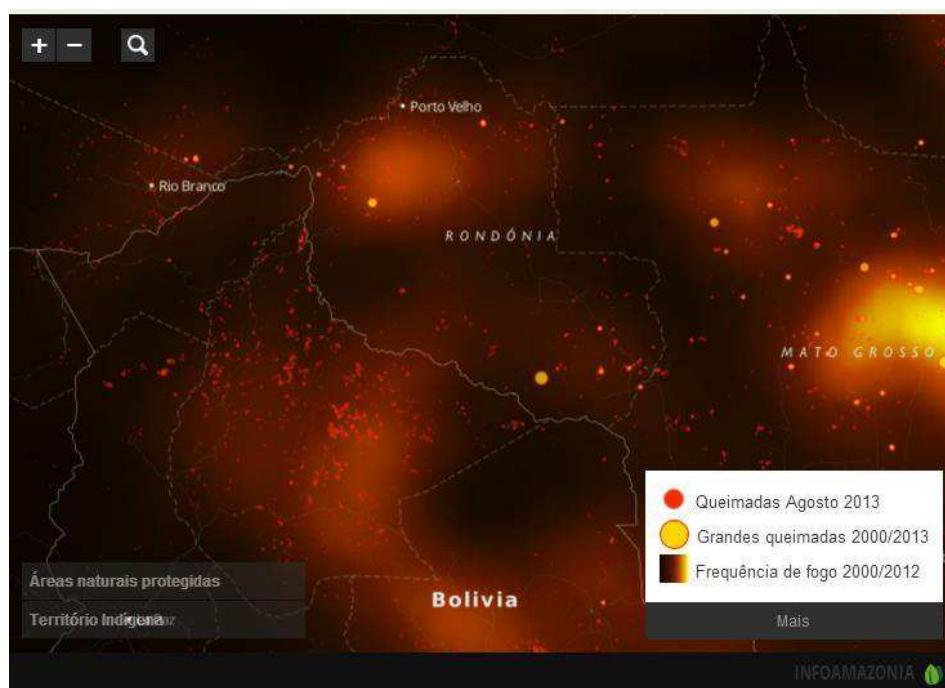 + −
Porto Velho
Rio Branco
RONDÓNIA
MATO GROSSO
Queimadas Agosto 2013
Grandes queimadas 2000/2013
Frequência de fogo 2000/2012
Áreas naturais protegidas
Bolivia
Território Indígena
Mais
INFOAMAZONIA